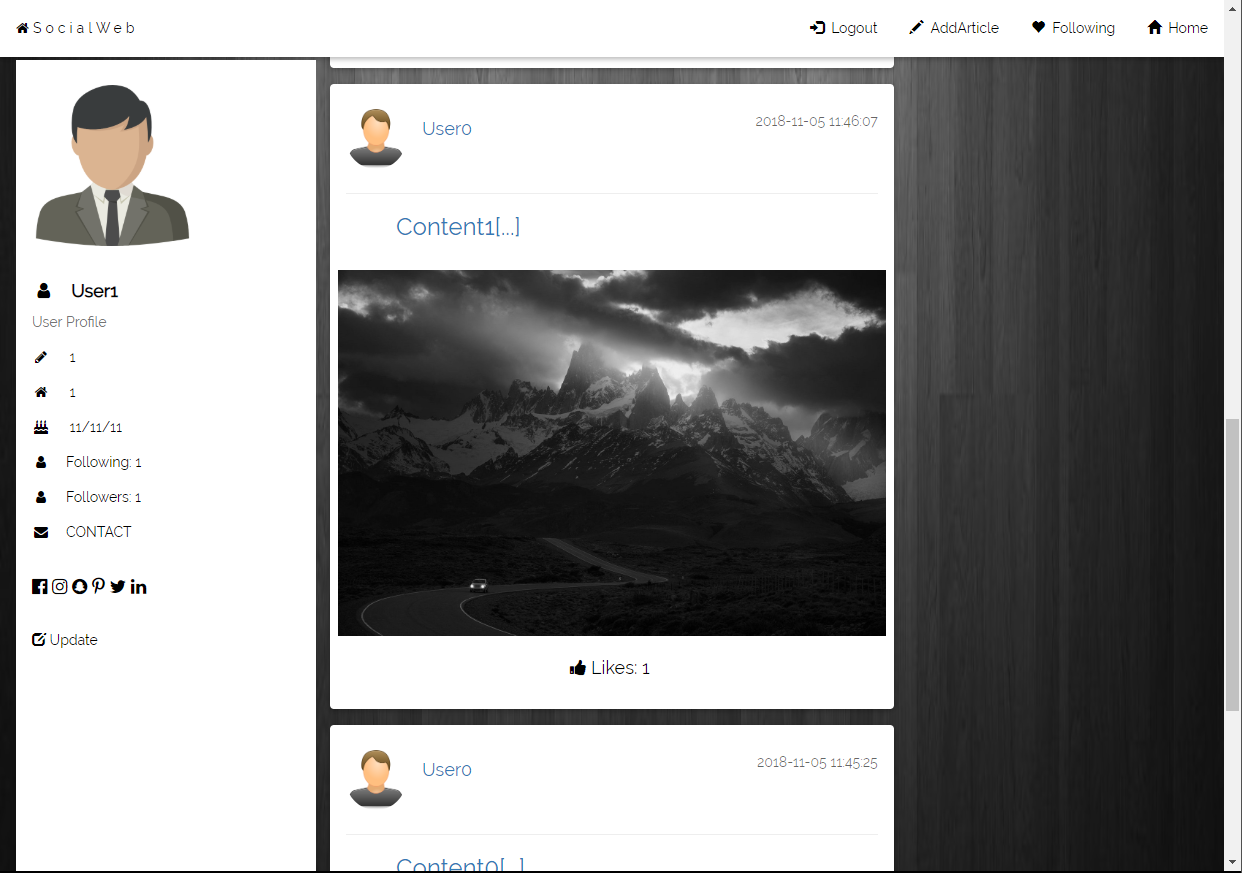 SocialWeb
Logout AddArticle Following Home
User1
User Profile
1
1
11/11/11
Following: 1
Followers: 1
CONTACT
Update
User0
2018-11-05 11:46:07
Content1[...]
Likes: 1
User0
2018-11-05 11:45:25
Content0[...]